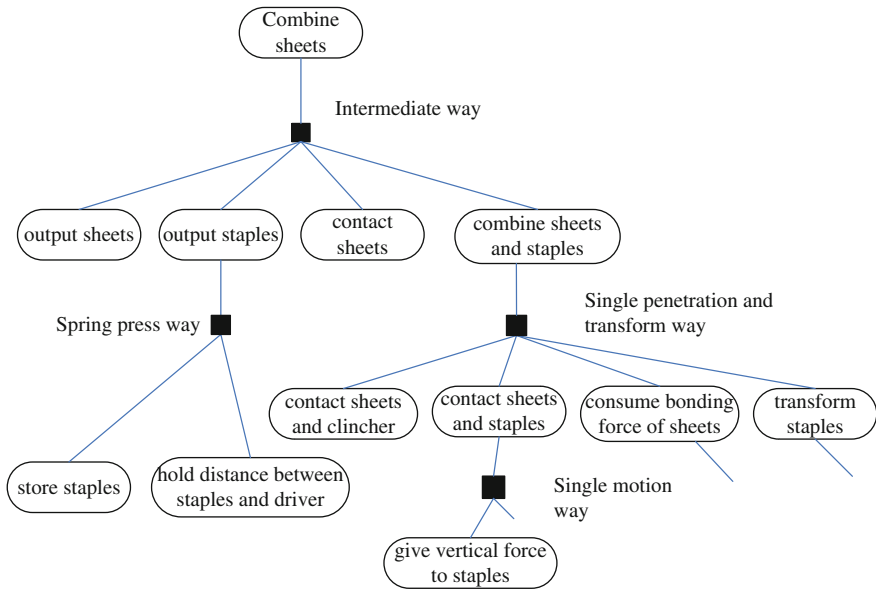 Combine
sheets
Intermediate way
output sheets
output staples
contact
sheets
combine sheets
and staples
Spring press way
Single penetration and
transform way
contact sheets
and clincher
contact sheets
and staples
consume bonding
force of sheets
transform
staples
store staples
hold distance between
staples and driver
Single motion
way
give vertical force
to staples